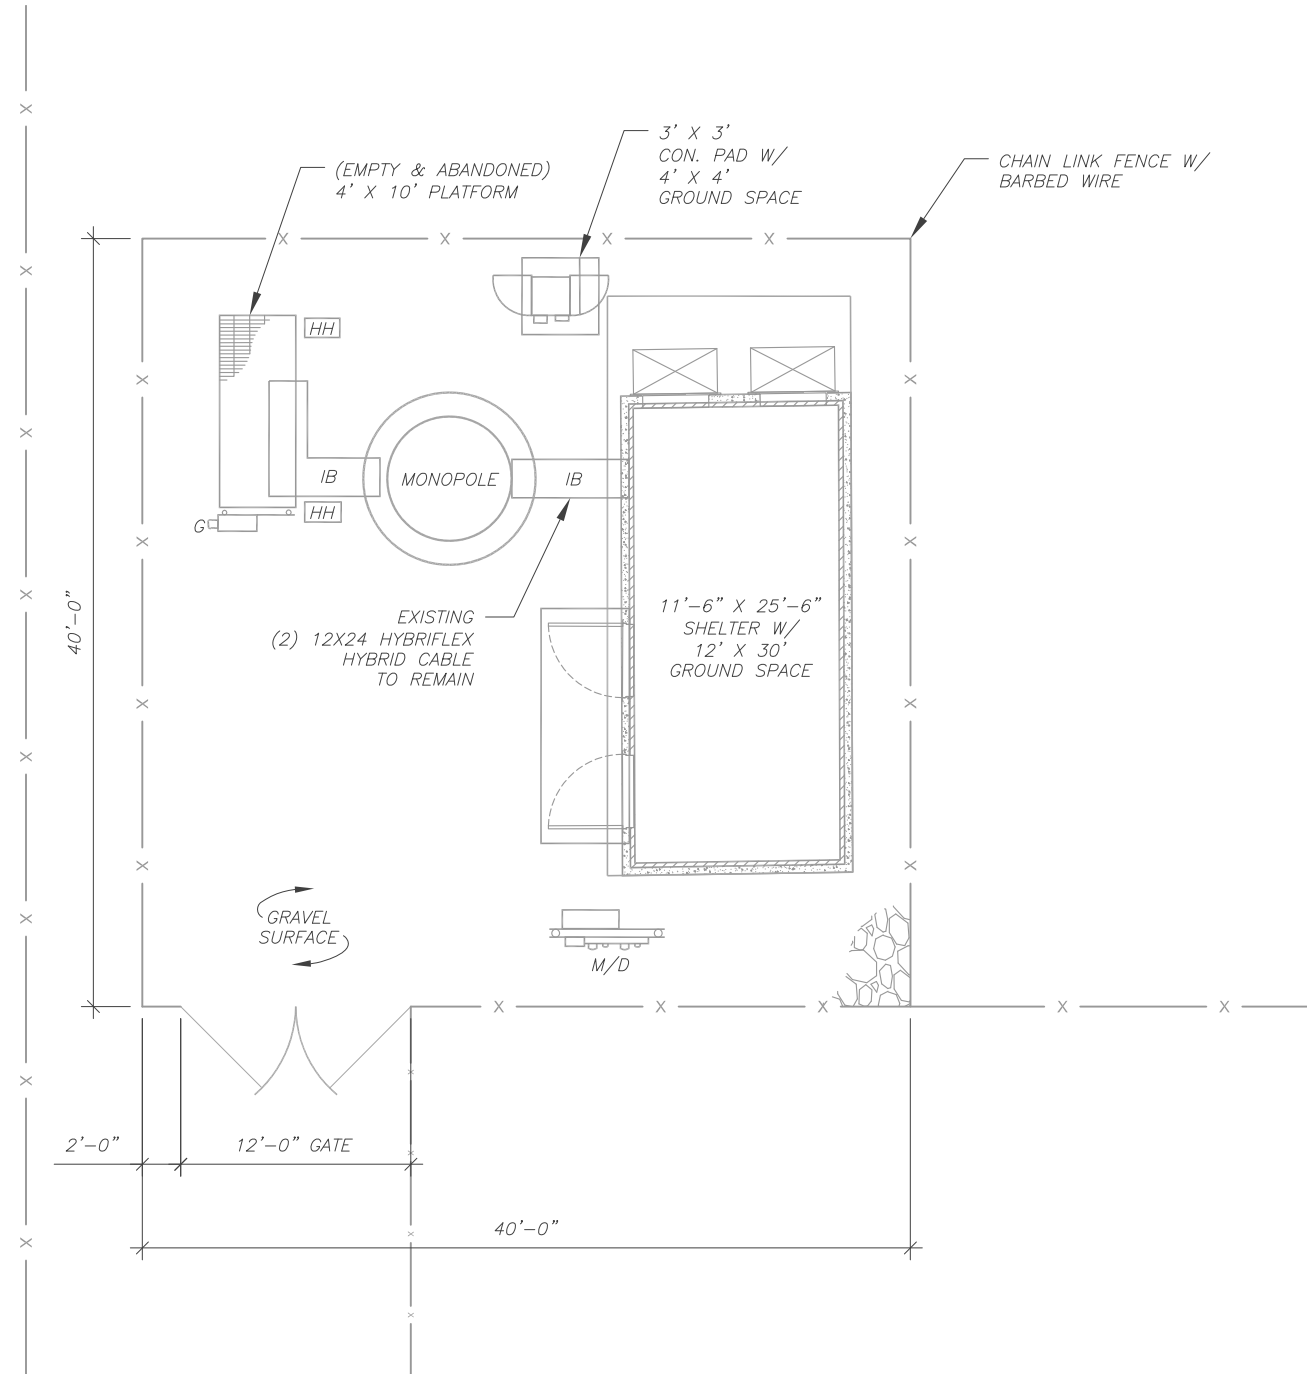 3' X 3'
CON. PAD W/
4' X 4'
GROUND SPACE
(EMPTY & ABANDONED)
4' X 10' PLATFORM
CHAIN LINK FENCE W/
BARBED WIRE
HH
IB
MONOPOLE
IB
HH
G
40'-0"
EXISTING
(2) 12X24 HYBRIFLEX
HYBRID CABLE
TO REMAIN
11'-6" X 25'-6"
SHELTER W/
12' X 30'
GROUND SPACE
GRAVEL
SURFACE
M/D
2'-0"
12'-0" GATE
40'-0"